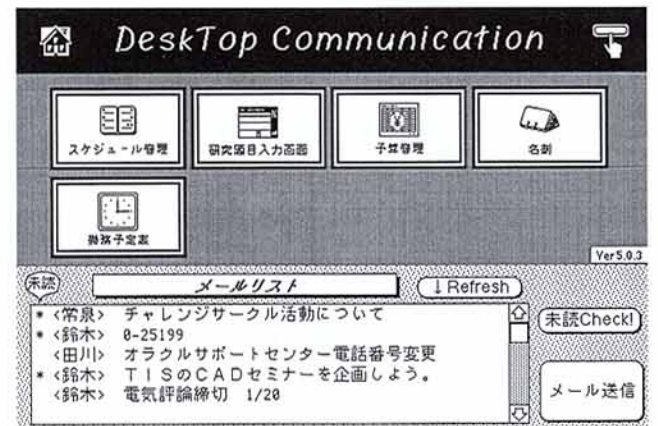 DeskTop Communication
スケジュール管理
研究項目入力画面
予算管理
名刺
勤務予定表
Ver5.0.3
未読
メールリスト
↓Refresh
* <常泉> チャレンジサークル活動について
* <鈴木> 0-25199
<田川> オラクルサポートセンター電話番号変更
* <鈴木> TISのCADセミナーを企画しよう。
<鈴木> 電気評論締切 1/20
未読Check!
メール送信